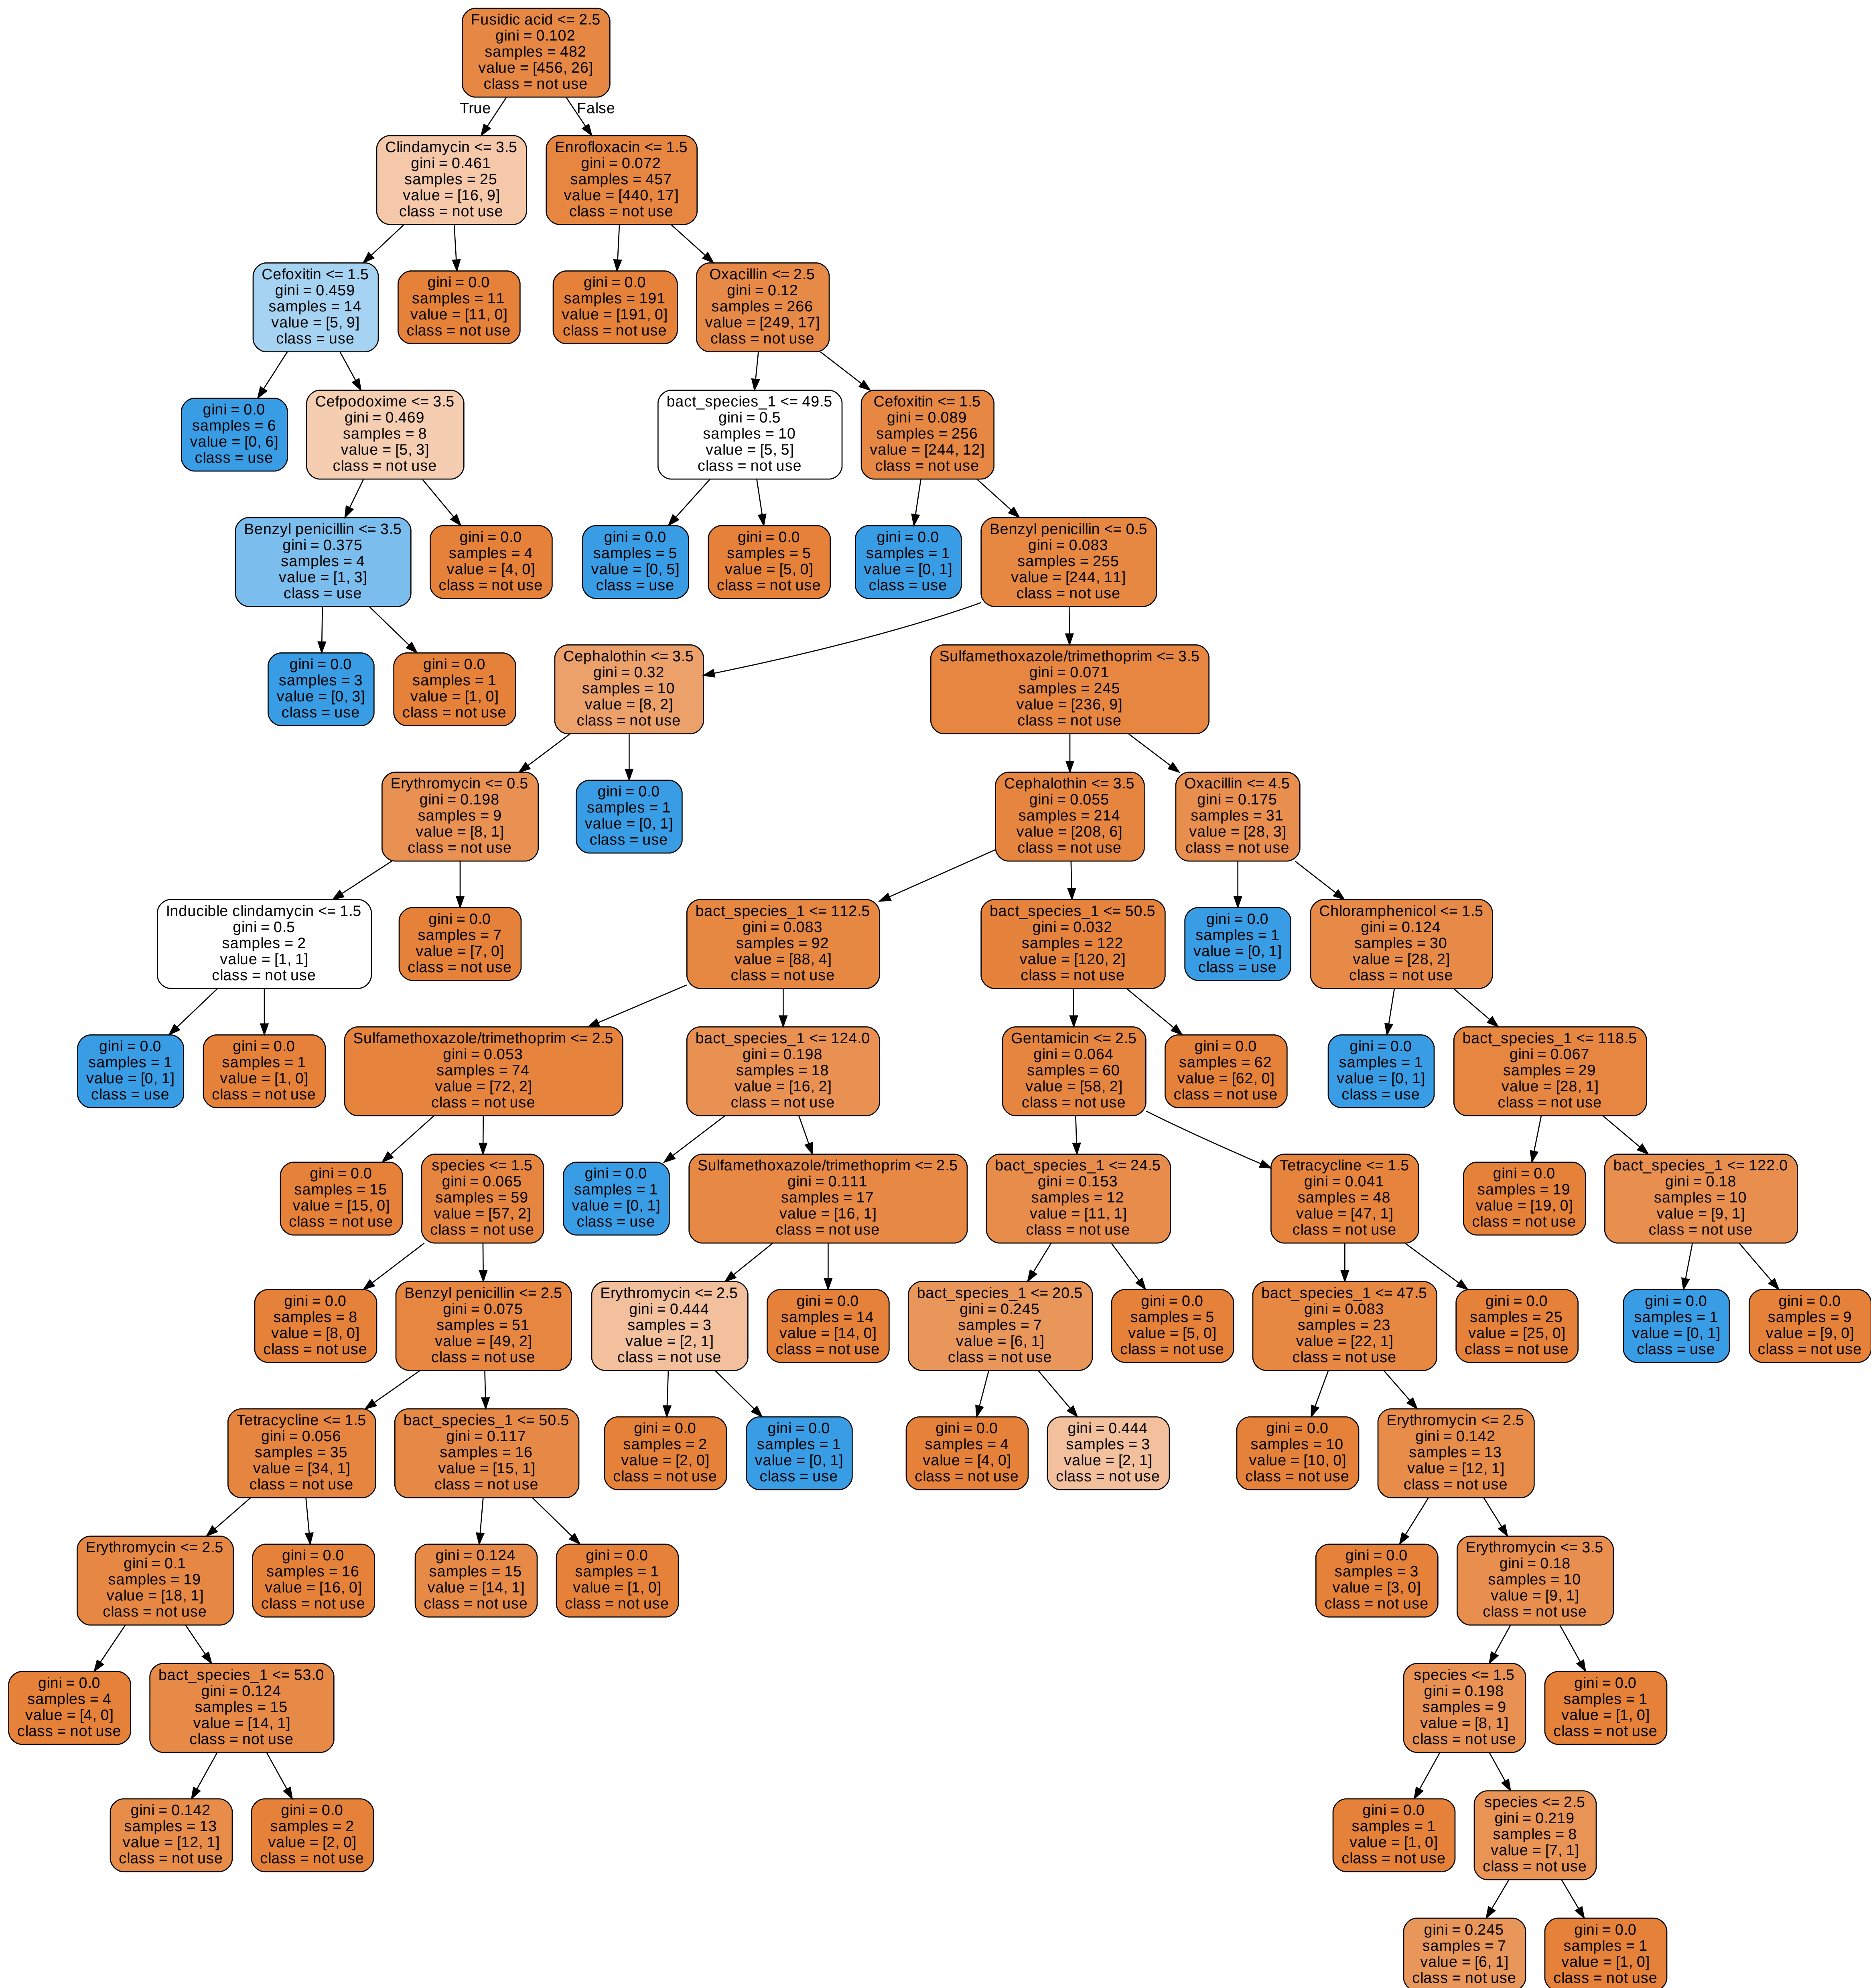 Fusidic acid <= 2.5
gini = 0.102
samples = 482
value = [456, 26]
class = not use
True
False
Clindamycin <= 3.5
gini = 0.461
samples = 25
value = [16, 9]
class = not use
Enrofloxacin <= 1.5
gini = 0.072
samples = 457
value = [440, 17]
class = not use
Cefoxitin <= 1.5
gini = 0.459
samples = 14
value = [5, 9]
class = use
gini = 0.0
samples = 11
value = [11, 0]
class = not use
gini = 0.0
samples = 191
value = [191, 0]
class = not use
Oxacillin <= 2.5
gini = 0.12
samples = 266
value = [249, 17]
class = not use
gini = 0.0
samples = 6
value = [0, 6]
class = use
Cefpodoxime <= 3.5
gini = 0.469
samples = 8
value = [5, 3]
class = not use
bact_species_1 <= 49.5
gini = 0.5
samples = 10
value = [5, 5]
class = not use
Cefoxitin <= 1.5
gini = 0.089
samples = 256
value = [244, 12]
class = not use
Benzyl penicillin <= 3.5
gini = 0.375
samples = 4
value = [1, 3]
class = use
gini = 0.0
samples = 4
value = [4, 0]
class = not use
gini = 0.0
samples = 5
value = [0, 5]
class = use
gini = 0.0
samples = 5
value = [5, 0]
class = not use
gini = 0.0
samples = 1
value = [0, 1]
class = use
Benzyl penicillin <= 0.5
gini = 0.083
samples = 255
value = [244, 11]
class = not use
gini = 0.0
samples = 3
value = [0, 3]
class = use
gini = 0.0
samples = 1
value = [1, 0]
class = not use
Cephalothin <= 3.5
gini = 0.32
samples = 10
value = [8, 2]
class = not use
Sulfamethoxazole/trimethoprim <= 3.5
gini = 0.071
samples = 245
value = [236, 9]
class = not use
Erythromycin <= 0.5
gini = 0.198
samples = 9
value = [8, 1]
class = not use
gini = 0.0
samples = 1
value = [0, 1]
class = use
Cephalothin <= 3.5
gini = 0.055
samples = 214
value = [208, 6]
class = not use
Oxacillin <= 4.5
gini = 0.175
samples = 31
value = [28, 3]
class = not use
Inducible clindamycin <= 1.5
gini = 0.5
samples = 2
value = [1, 1]
class = not use
gini = 0.0
samples = 7
value = [7, 0]
class = not use
bact_species_1 <= 112.5
gini = 0.083
samples = 92
value = [88, 4]
class = not use
bact_species_1 <= 50.5
gini = 0.032
samples = 122
value = [120, 2]
class = not use
gini = 0.0
samples = 1
value = [0, 1]
class = use
Chloramphenicol <= 1.5
gini = 0.124
samples = 30
value = [28, 2]
class = not use
gini = 0.0
samples = 1
value = [0, 1]
class = use
gini = 0.0
samples = 1
value = [1, 0]
class = not use
Sulfamethoxazole/trimethoprim <= 2.5
gini = 0.053
samples = 74
value = [72, 2]
class = not use
bact_species_1 <= 124.0
gini = 0.198
samples = 18
value = [16, 2]
class = not use
Gentamicin <= 2.5
gini = 0.064
samples = 60
value = [58, 2]
class = not use
gini = 0.0
samples = 62
value = [62, 0]
class = not use
gini = 0.0
samples = 1
value = [0, 1]
class = use
bact_species_1 <= 118.5
gini = 0.067
samples = 29
value = [28, 1]
class = not use
gini = 0.0
samples = 15
value = [15, 0]
class = not use
species <= 1.5
gini = 0.065
samples = 59
value = [57, 2]
class = not use
gini = 0.0
samples = 1
value = [0, 1]
class = use
Sulfamethoxazole/trimethoprim <= 2.5
gini = 0.111
samples = 17
value = [16, 1]
class = not use
bact_species_1 <= 24.5
gini = 0.153
samples = 12
value = [11, 1]
class = not use
Tetracycline <= 1.5
gini = 0.041
samples = 48
value = [47, 1]
class = not use
gini = 0.0
samples = 19
value = [19, 0]
class = not use
bact_species_1 <= 122.0
gini = 0.18
samples = 10
value = [9, 1]
class = not use
gini = 0.0
samples = 8
value = [8, 0]
class = not use
Benzyl penicillin <= 2.5
gini = 0.075
samples = 51
value = [49, 2]
class = not use
Erythromycin <= 2.5
gini = 0.444
samples = 3
value = [2, 1]
class = not use
gini = 0.0
samples = 14
value = [14, 0]
class = not use
bact_species_1 <= 20.5
gini = 0.245
samples = 7
value = [6, 1]
class = not use
gini = 0.0
samples = 5
value = [5, 0]
class = not use
bact_species_1 <= 47.5
gini = 0.083
samples = 23
value = [22, 1]
class = not use
gini = 0.0
samples = 25
value = [25, 0]
class = not use
gini = 0.0
samples = 1
value = [0, 1]
class = use
gini = 0.0
samples = 9
value = [9, 0]
class = not use
Tetracycline <= 1.5
gini = 0.056
samples = 35
value = [34, 1]
class = not use
bact_species_1 <= 50.5
gini = 0.117
samples = 16
value = [15, 1]
class = not use
gini = 0.0
samples = 2
value = [2, 0]
class = not use
gini = 0.0
samples = 1
value = [0, 1]
class = use
gini = 0.0
samples = 4
value = [4, 0]
class = not use
gini = 0.444
samples = 3
value = [2, 1]
class = not use
gini = 0.0
samples = 10
value = [10, 0]
class = not use
Erythromycin <= 2.5
gini = 0.142
samples = 13
value = [12, 1]
class = not use
Erythromycin <= 2.5
gini = 0.1
samples = 19
value = [18, 1]
class = not use
gini = 0.0
samples = 16
value = [16, 0]
class = not use
gini = 0.124
samples = 15
value = [14, 1]
class = not use
gini = 0.0
samples = 1
value = [1, 0]
class = not use
gini = 0.0
samples = 3
value = [3, 0]
class = not use
Erythromycin <= 3.5
gini = 0.18
samples = 10
value = [9, 1]
class = not use
gini = 0.0
samples = 4
value = [4, 0]
class = not use
bact_species_1 <= 53.0
gini = 0.124
samples = 15
value = [14, 1]
class = not use
species <= 1.5
gini = 0.198
samples = 9
value = [8, 1]
class = not use
gini = 0.0
samples = 1
value = [1, 0]
class = not use
gini = 0.142
samples = 13
value = [12, 1]
class = not use
gini = 0.0
samples = 2
value = [2, 0]
class = not use
gini = 0.0
samples = 1
value = [1, 0]
class = not use
species <= 2.5
gini = 0.219
samples = 8
value = [7, 1]
class = not use
gini = 0.245
samples = 7
value = [6, 1]
class = not use
gini = 0.0
samples = 1
value = [1, 0]
class = not use